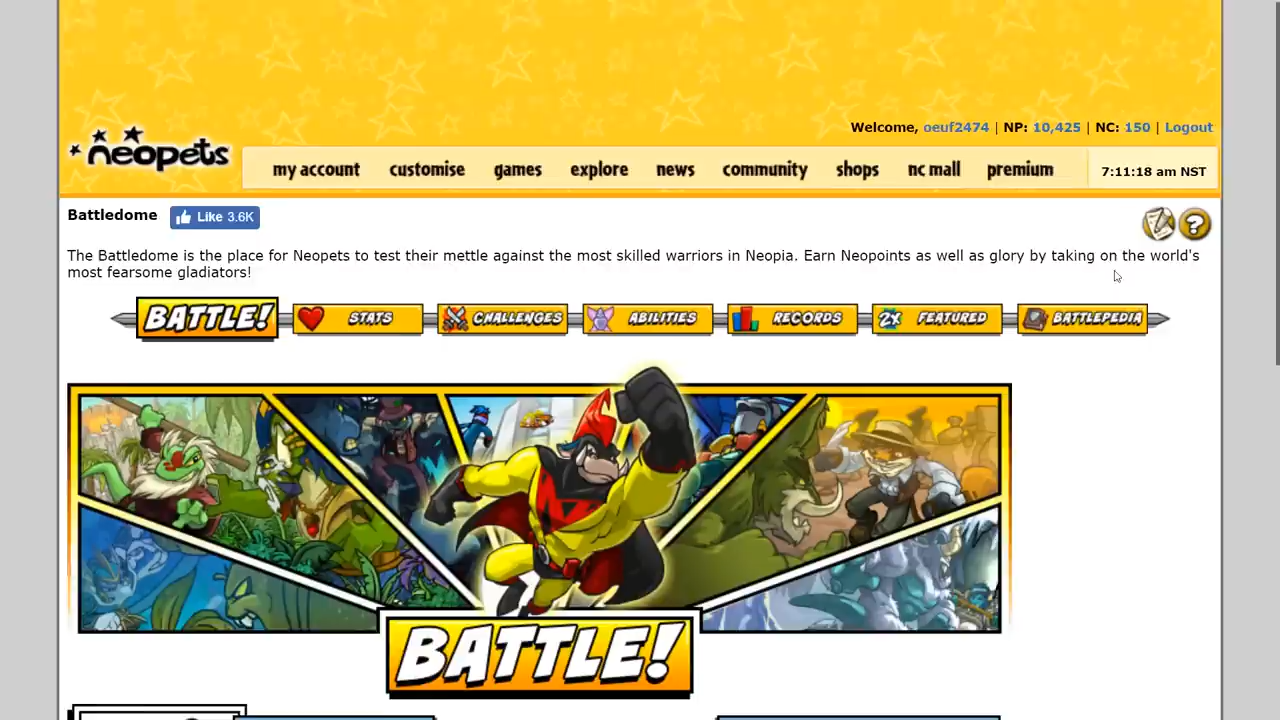 Welcome, oeuf2474 | NP: 10,425 | NC: 150 | Logout
neopets
my account customise games explore news community shops nc mall premium 7:11:18 am NST
Battledome Like 3.6K
The Battledome is the place for Neopets to test their mettle against the most skilled warriors in Neopia. Earn Neopoints as well as glory by taking on the world's
most fearsome gladiators!
BATTLE! STATS CHALLENGES ABILITIES RECORDS 2X FEATURED BATTLEPEDIA
BATTLE!